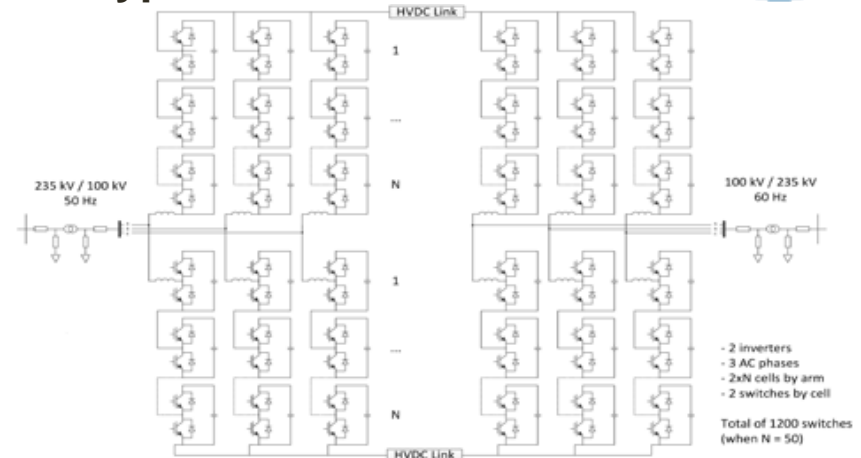 HVDC Link
1
...
N
235 kV / 100 kV
50 Hz
100 kV / 235 kV
60 Hz
1
...
N
- 2 inverters
- 3 AC phases
- 2xN cells by arm
- 2 switches by cell
Total of 1200 switches
(when N = 50)
HVDC Link